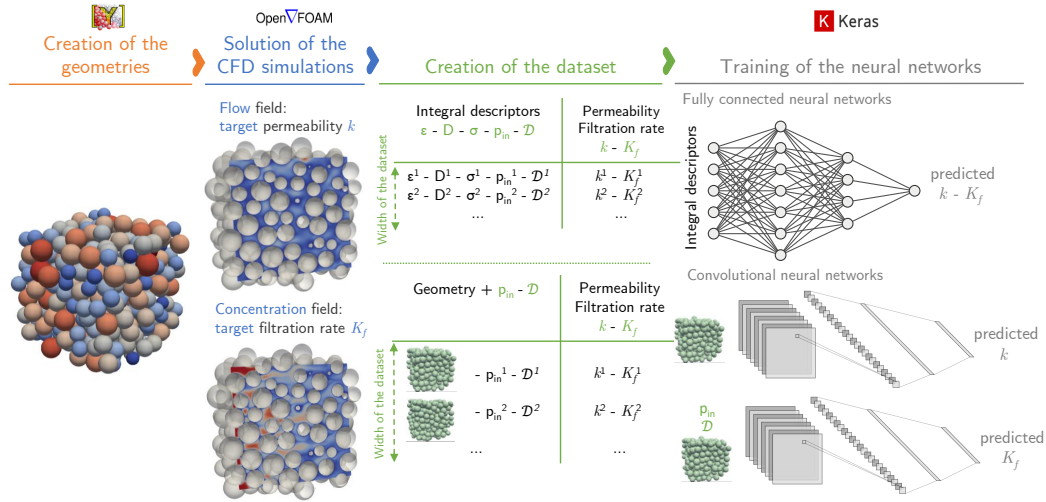 Y
Open▽FOAM
K Keras
Creation of the
geometries
Solution of the
CFD simulations
Creation of the dataset
Training of the neural networks
Flow field:
target permeability k
Integral descriptors
ε - D - σ - p_in - 𝒟
Permeability
Filtration rate
k - K_f
Width of the dataset
ε¹ - D¹ - σ¹ - p_in¹ - 𝒟¹
k¹ - K_f¹
ε² - D² - σ² - p_in² - 𝒟²
k² - K_f²
...
...
Fully connected neural networks
Integral descriptors
predicted
k - K_f
Concentration field:
target filtration rate K_f
Geometry + p_in - 𝒟
Permeability
Filtration rate
k - K_f
Width of the dataset
- p_in¹ - 𝒟¹
k¹ - K_f¹
- p_in² - 𝒟²
k² - K_f²
...
...
Convolutional neural networks
predicted
k
p_in
𝒟
predicted
K_f